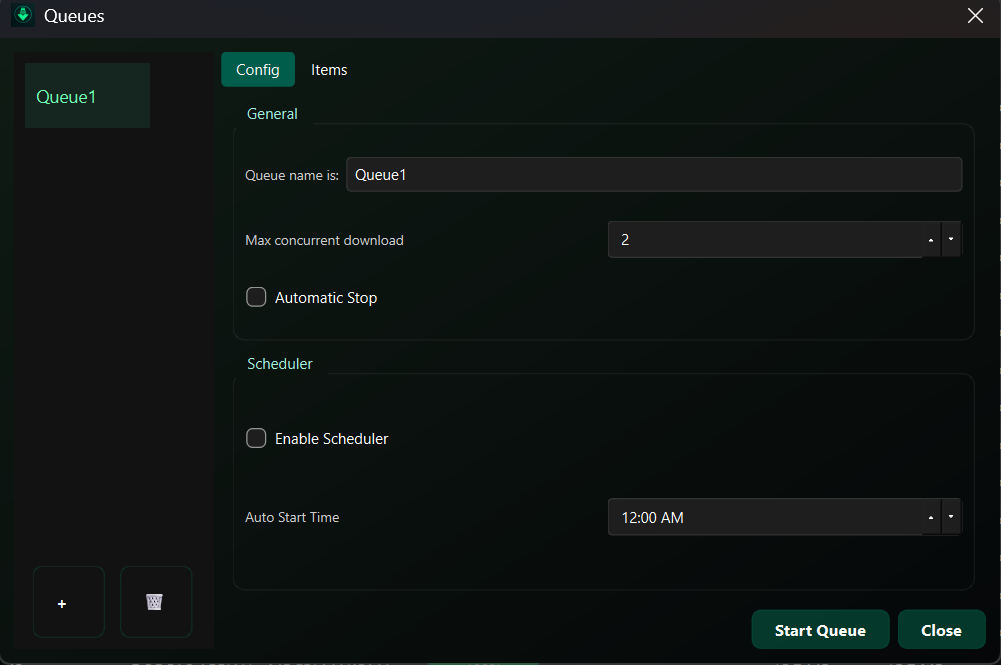 Queues
Queue1
Config
Items
General
Queue name is:
Queue1
Max concurrent download
2
Automatic Stop
Scheduler
Enable Scheduler
Auto Start Time
12:00 AM
+
Start Queue
Close